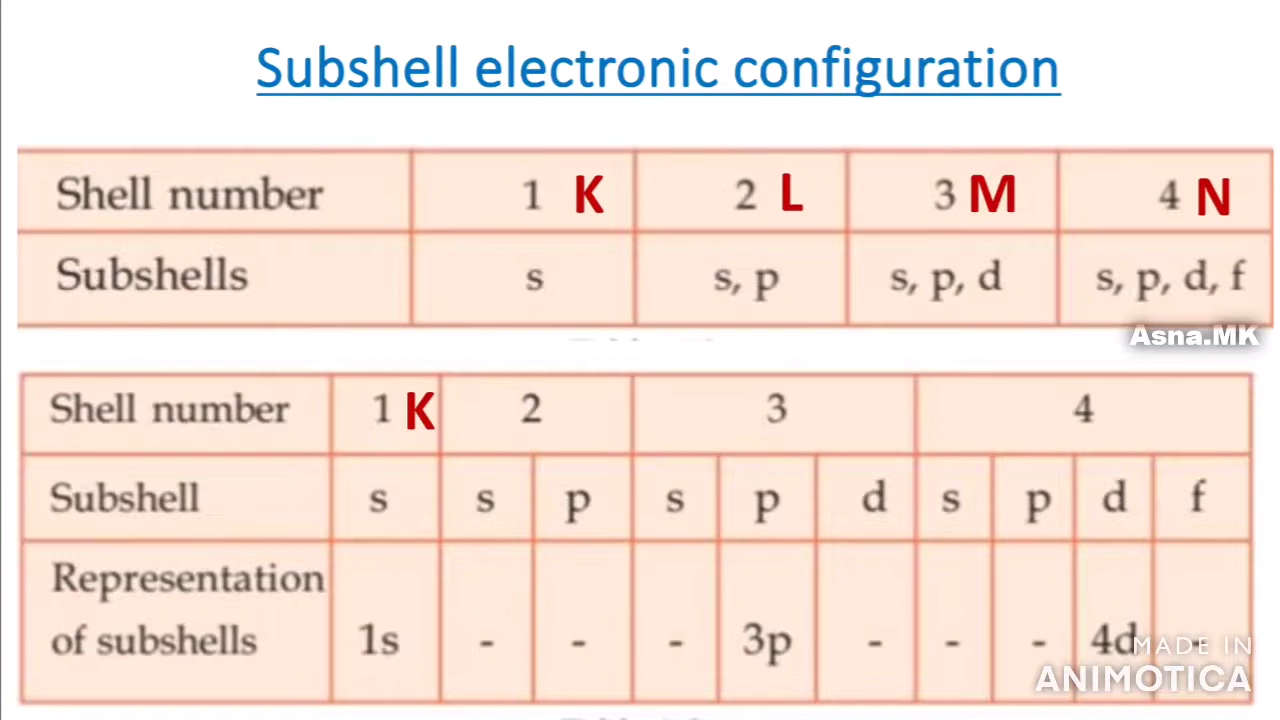 Subshell electronic configuration
Shell number 1 K 2 L 3 M 4 N
Subshells s s, p s, p, d s, p, d, f
Asna.MK
Shell number 1 K 2 3 4
Subshell s s p s p d s p d f
Representation
of subshells 1s - - - 3p - - - 4d -
MADE IN
ANIMOTICA